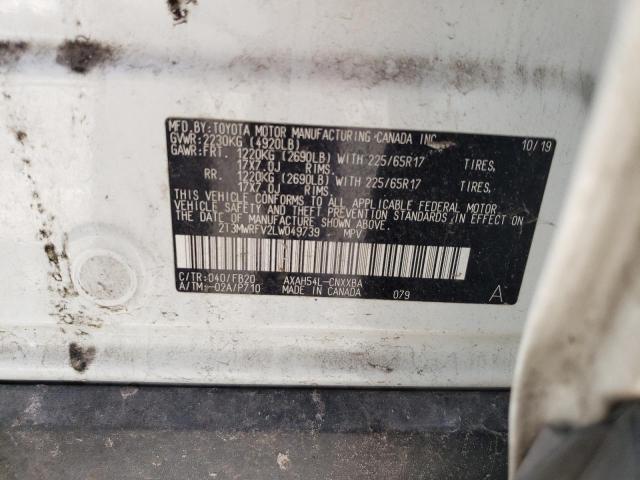 MFD.BY:TOYOTA MOTOR MANUFACTURING CANADA INC. 10/19
GVWR:2230KG (4920LB)
GAWR:FRT. 1220KG (2690LB) WITH 225/65R17 TIRES,
17X7.0J RIMS.
RR. 1220KG (2690LB) WITH 225/65R17 TIRES,
17X7.0J RIMS.
THIS VEHICLE CONFORMS TO ALL APPLICABLE FEDERAL MOTOR
VEHICLE SAFETY AND THEFT PREVENTION STANDARDS IN EFFECT
ON THE DATE OF MANUFACTURE SHOWN ABOVE.
2T3MWRFV2LW049739 MPV
C/TR:040/FB20 AXAH54L-CNXXBA
A/TM:-02A/P710 MADE IN CANADA 079 A